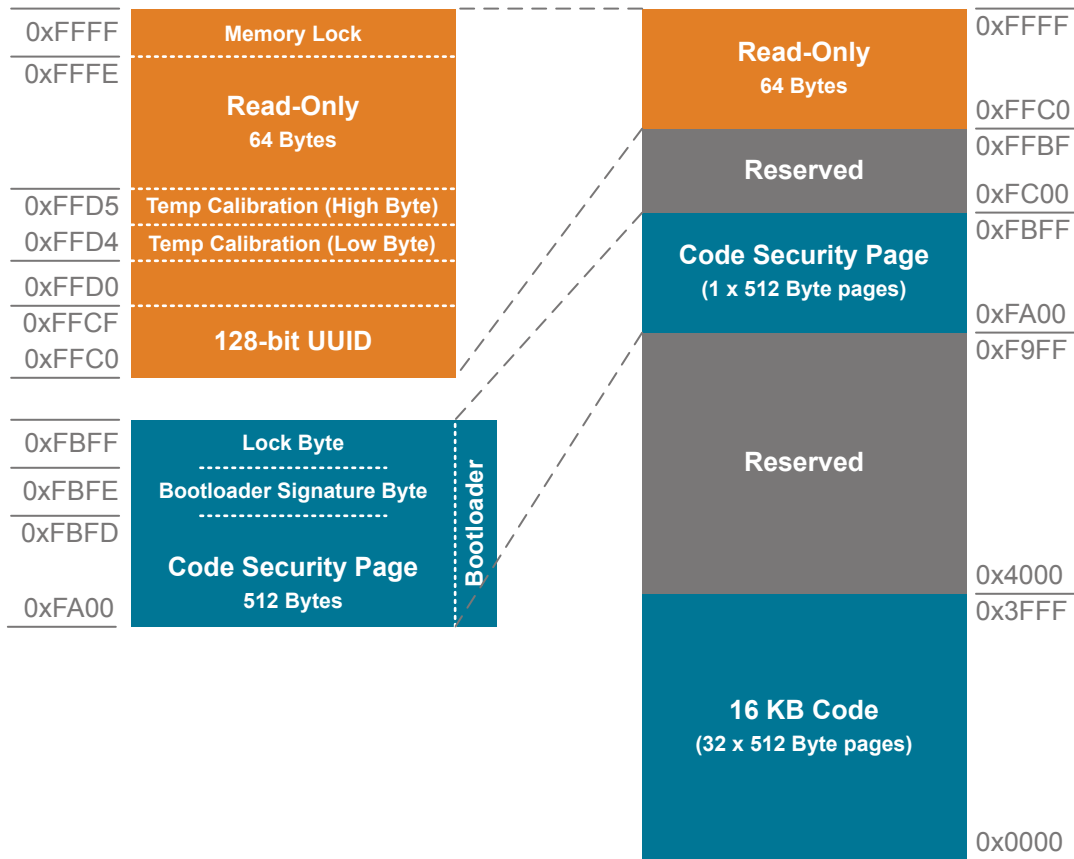 0xFFFF
Memory Lock
0xFFFE
Read-Only
64 Bytes
0xFFD5
Temp Calibration (High Byte)
0xFFD4
Temp Calibration (Low Byte)
0xFFD0
0xFFCF
128-bit UUID
0xFFC0
0xFBFF
Lock Byte
0xFBFE
Bootloader Signature Byte
0xFBFD
Code Security Page
512 Bytes
0xFA00
Bootloader
0xFFFF
Read-Only
64 Bytes
0xFFC0
0xFFBF
Reserved
0xFC00
0xFBFF
Code Security Page
(1 x 512 Byte pages)
0xFA00
0xF9FF
Reserved
0x4000
0x3FFF
16 KB Code
(32 x 512 Byte pages)
0x0000